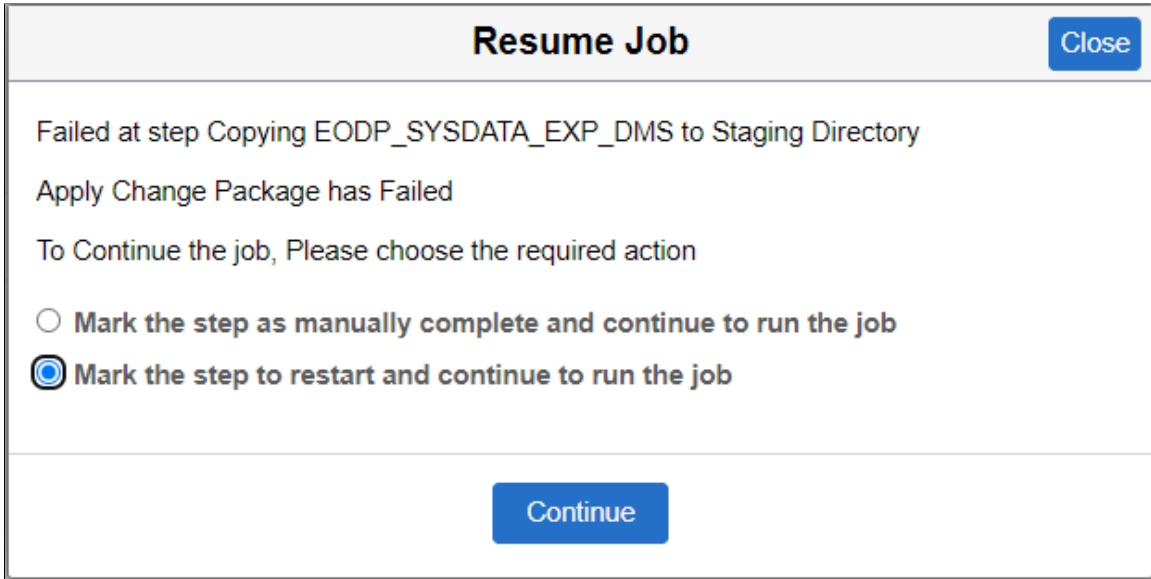 Resume Job
Close
Failed at step Copying EODP_SYSDATA_EXP_DMS to Staging Directory
Apply Change Package has Failed
To Continue the job, Please choose the required action
Mark the step as manually complete and continue to run the job
Mark the step to restart and continue to run the job
Continue